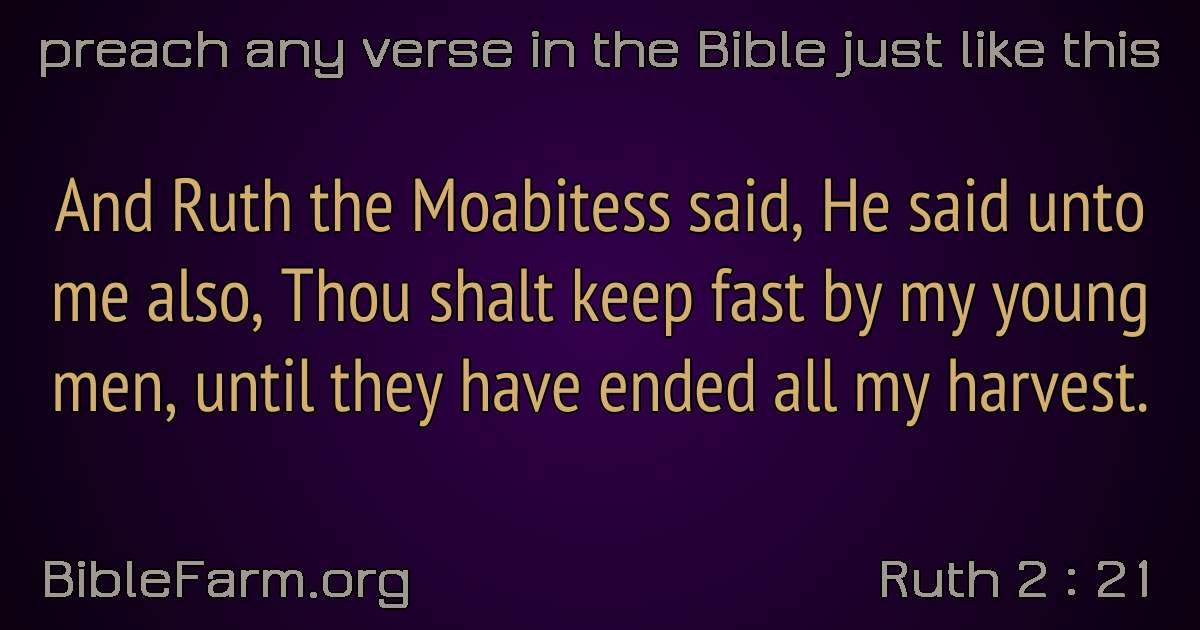 preach any verse in the Bible just like this
And Ruth the Moabitess said, He said unto
me also, Thou shalt keep fast by my young
men, until they have ended all my harvest.
BibleFarm.org
Ruth 2 : 21